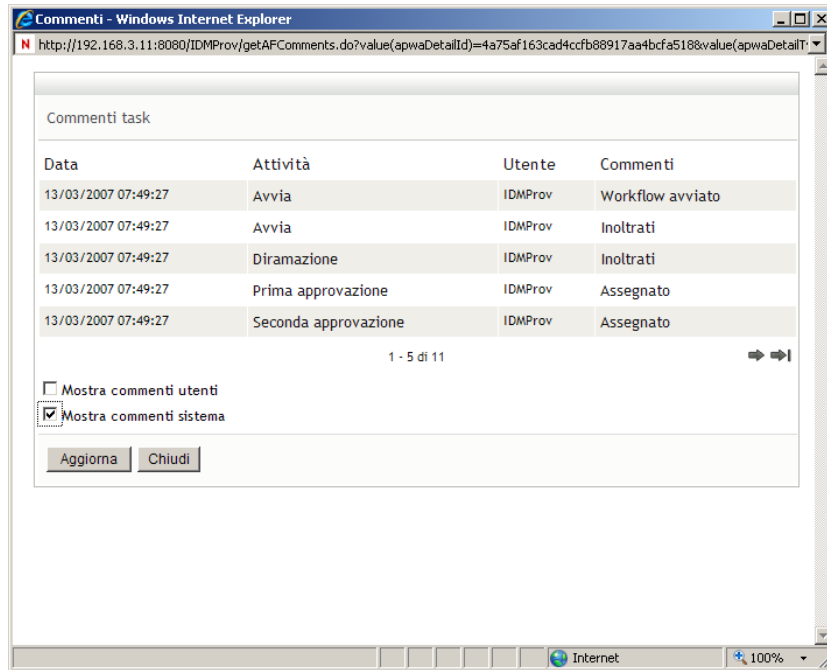 Commenti - Windows Internet Explorer
N http://192.168.3.11:8080/IDMProv/getAFComments.do?value(apwaDetailId)=4a75af163cad4ccfb88917aa4bcfa518&value(apwaDetailT
Commenti task
Data Attività Utente Commenti
13/03/2007 07:49:27 Avvia IDMProv Workflow avviato
13/03/2007 07:49:27 Avvia IDMProv Inoltrati
13/03/2007 07:49:27 Diramazione IDMProv Inoltrati
13/03/2007 07:49:27 Prima approvazione IDMProv Assegnato
13/03/2007 07:49:27 Seconda approvazione IDMProv Assegnato
1 - 5 di 11
Mostra commenti utenti
Mostra commenti sistema
Aggiorna Chiudi
Internet 100%